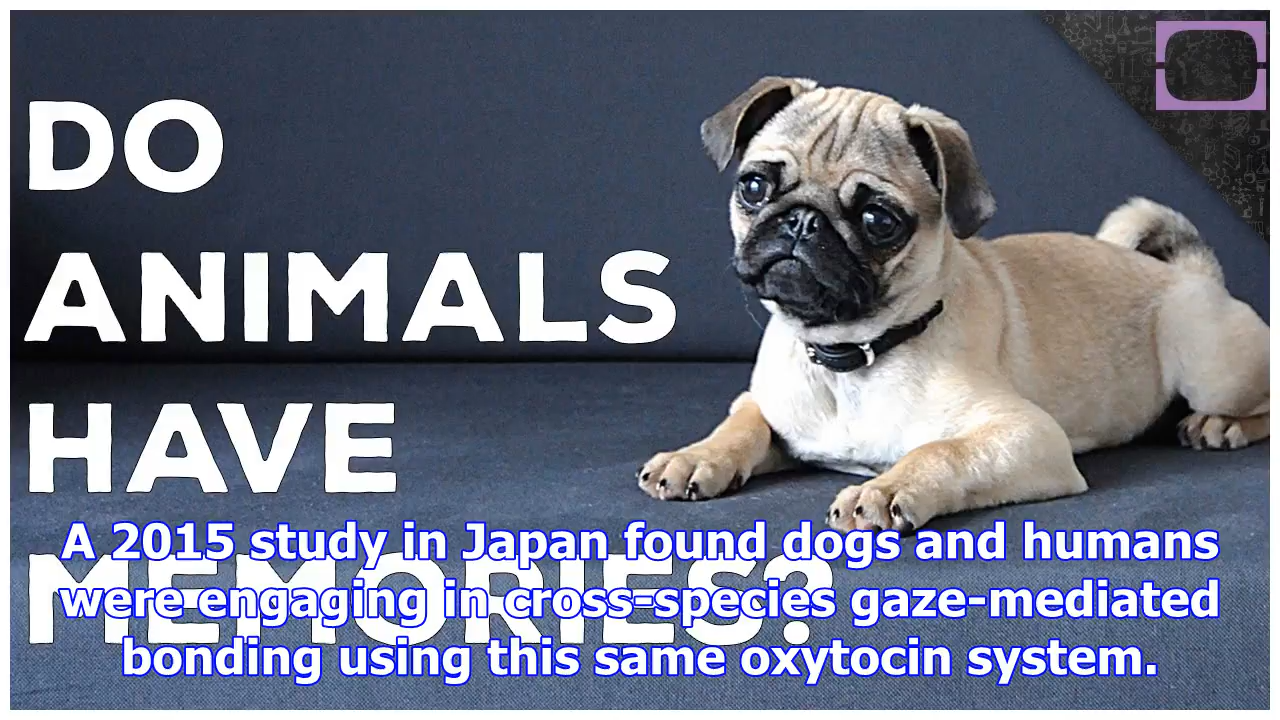 DO
ANIMALS
HAVE
MEMORIES?
A 2015 study in Japan found dogs and humans
were engaging in cross-species gaze-mediated
bonding using this same oxytocin system.